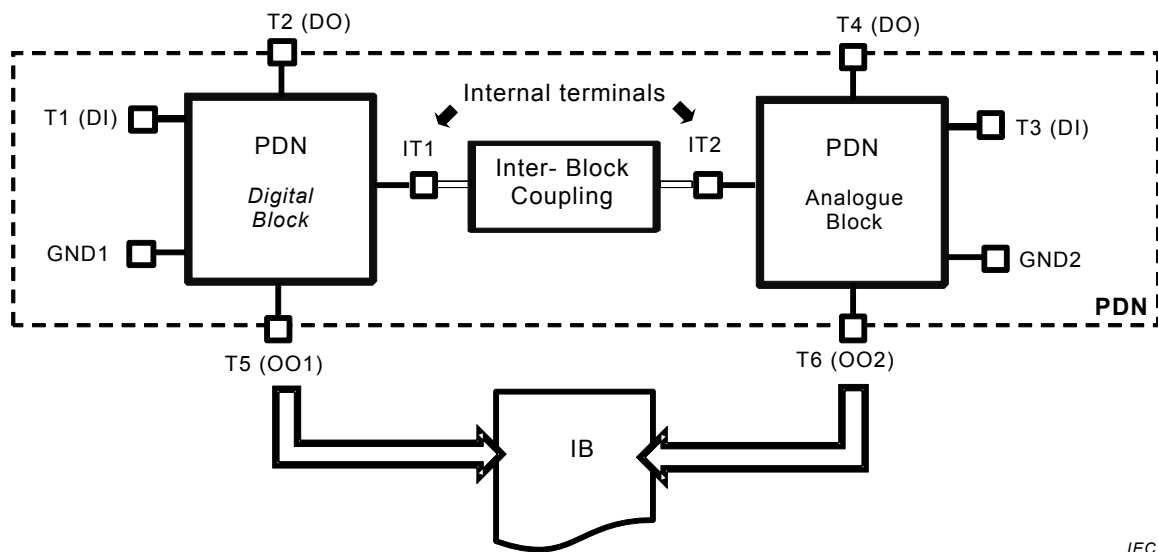 T2 (DO)
T4 (DO)
Internal terminals
T1 (DI)
T3 (DI)
PDN
Digital
Block
IT1
Inter- Block
Coupling
IT2
PDN
Analogue
Block
GND1
GND2
PDN
T5 (OO1)
T6 (OO2)
IB
IEC